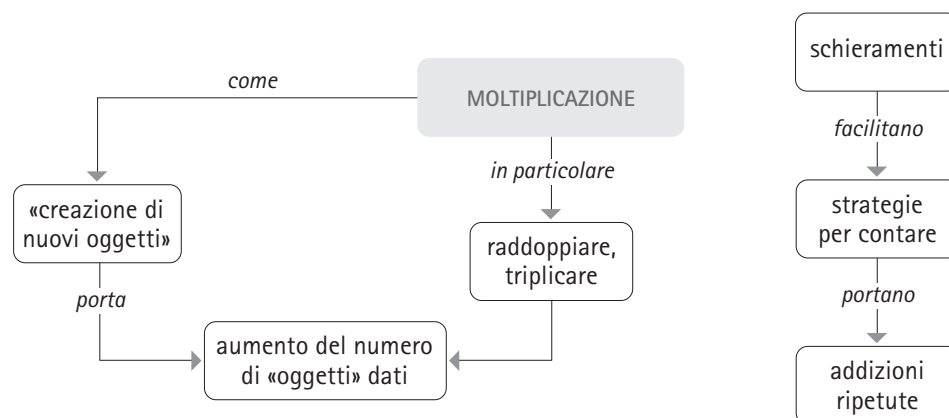 come
MOLTIPLICAZIONE
in particolare
«creazione di
nuovi oggetti»
raddoppiare,
triplicare
porta
aumento del numero
di «oggetti» dati
schieramenti
facilitano
strategie
per contare
portano
addizioni
ripetute